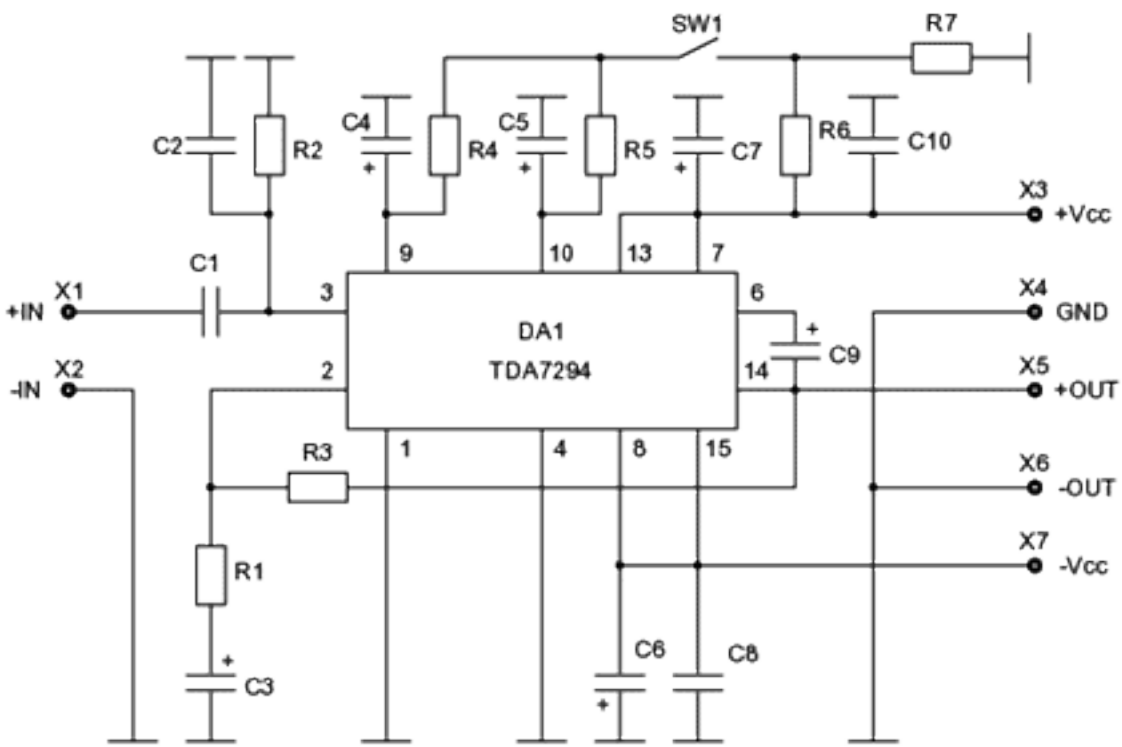 SW1
R7
C2
R2
C4
R4
C5
R5
C7
R6
C10
+
+
+
X3
+Vcc
9
10
13
7
C1
X1
+IN
3
6
X4
GND
DA1
+
C9
TDA7294
X2
-IN
2
14
X5
+OUT
R3
1
4
8
15
X6
-OUT
R1
X7
-Vcc
+
C3
C6
C8
+